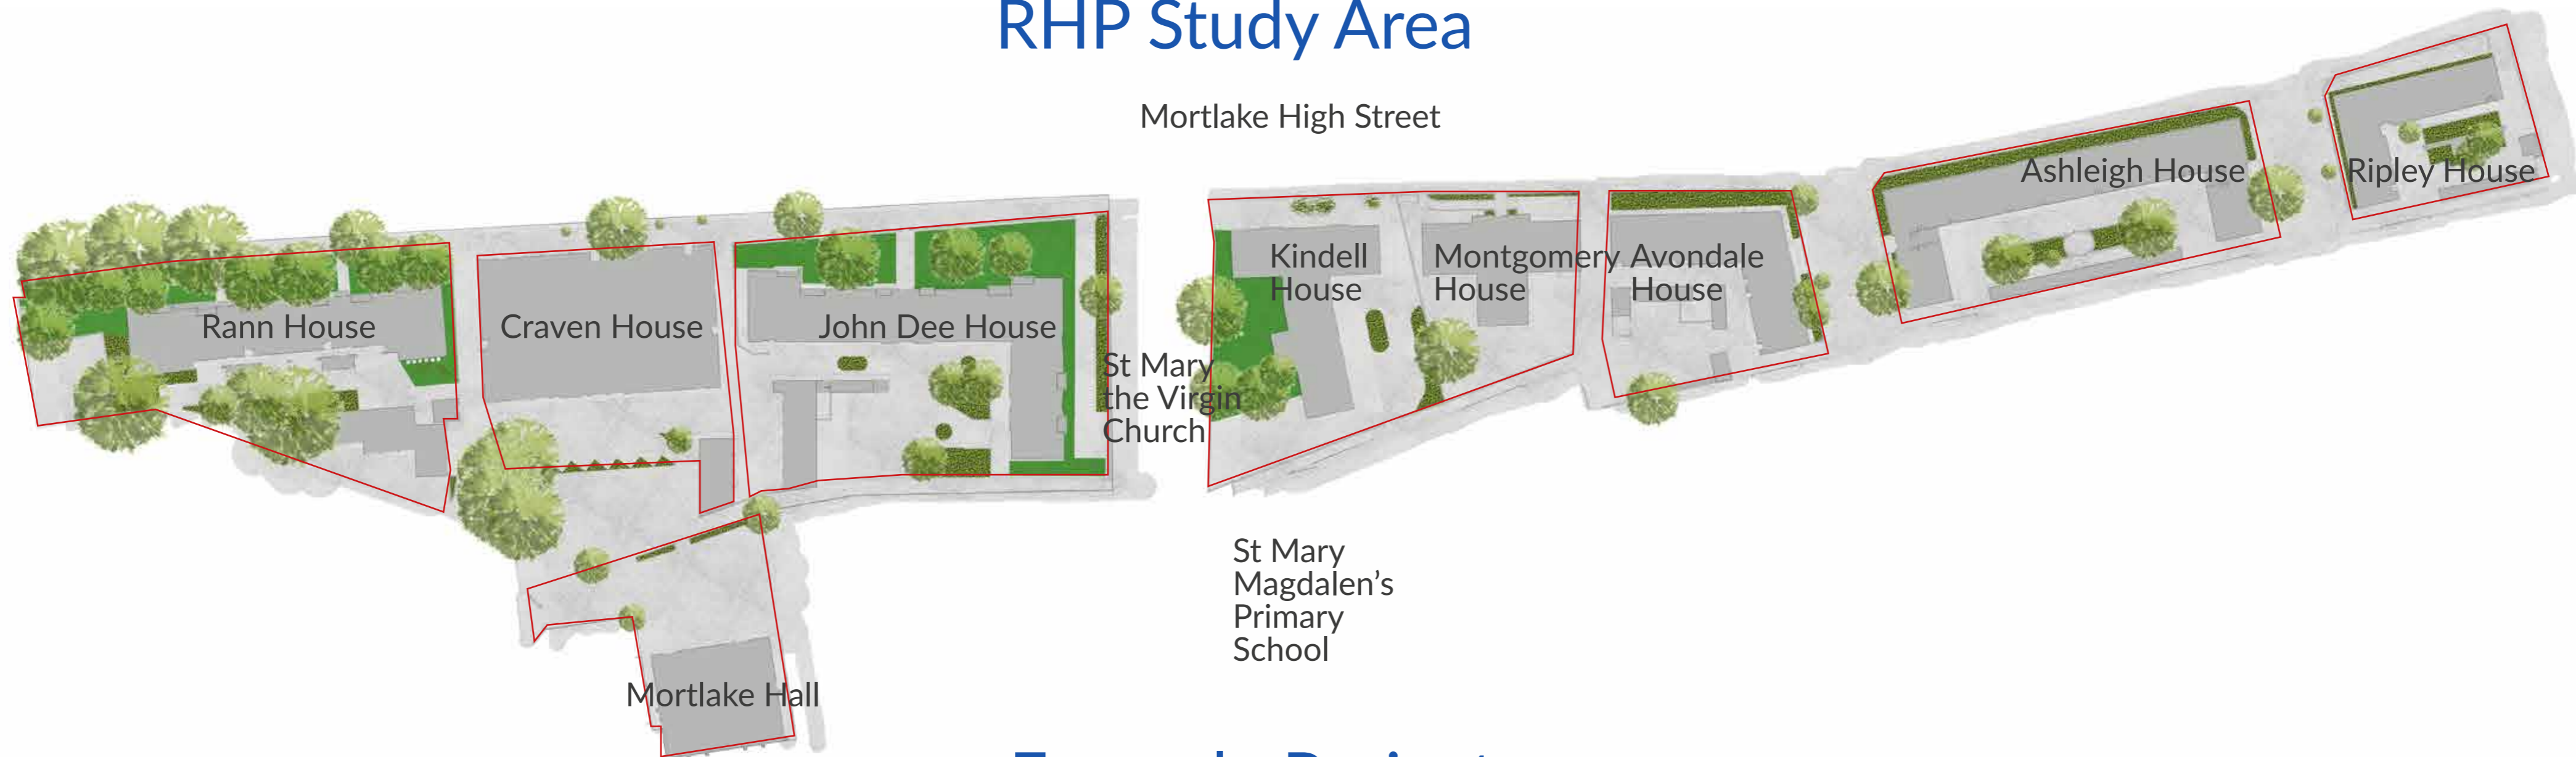 RHP Study Area
Mortlake High Street
Ashleigh House
Ripley House
Kindell
House
Montgomery
House
Avondale
House
Rann House
Craven House
John Dee House
St Mary
the Virgin
Church
St Mary
Magdalen’s
Primary
School
Mortlake Hall